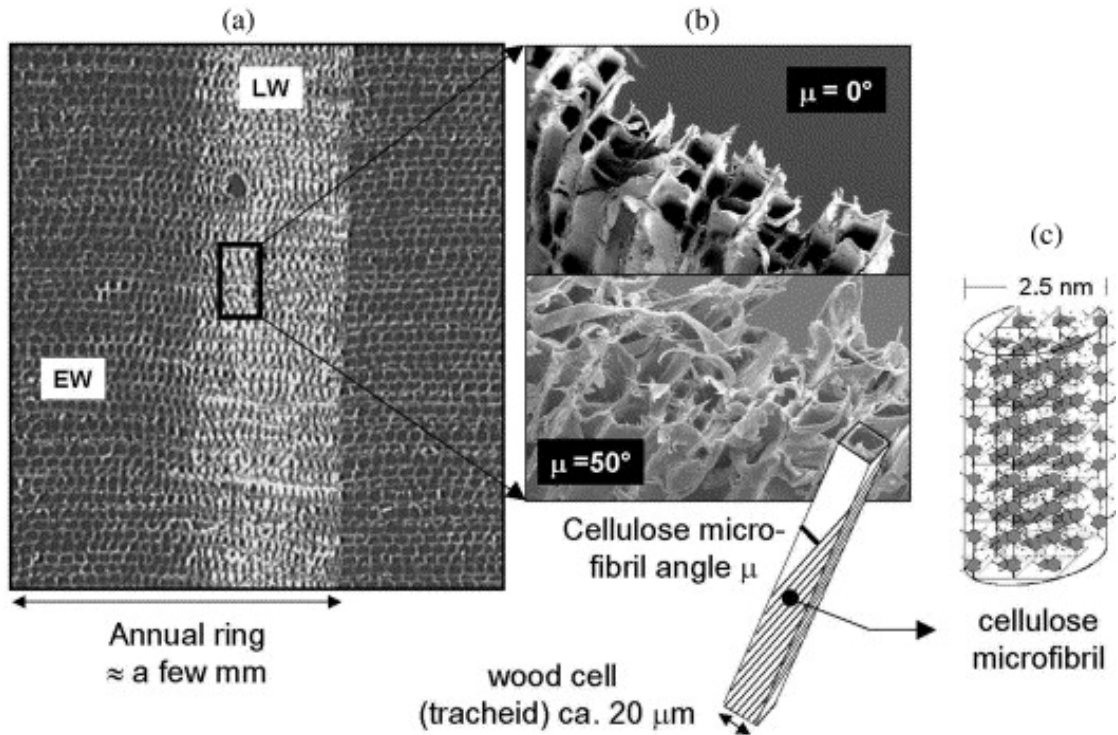 (a)
(b)
LW
μ = 0°
(c)
2.5 nm
EW
μ =50°
Cellulose micro-
fibril angle μ
Annual ring
≈ a few mm
wood cell
(tracheid) ca. 20 μm
cellulose
microfibril